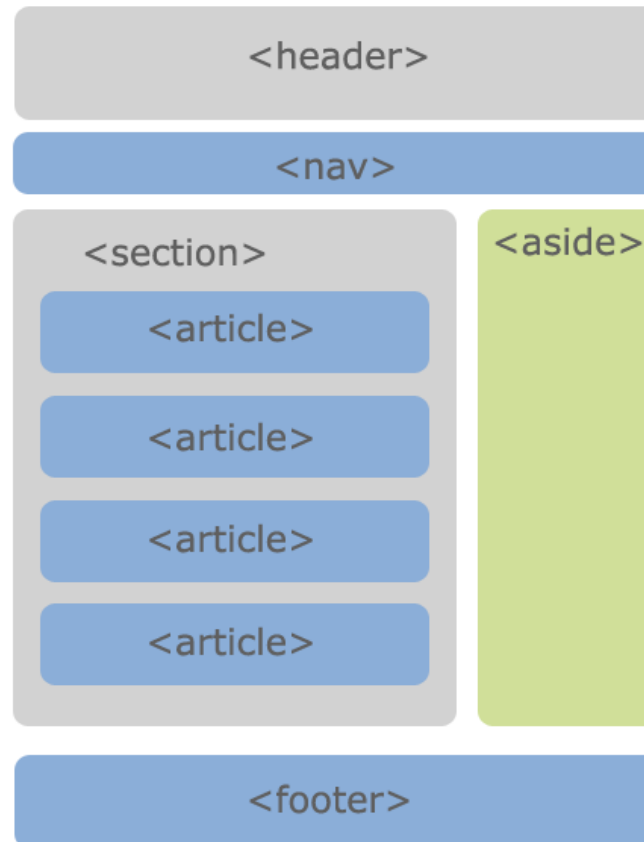 <header>
<nav>
<section>
<article>
<article>
<article>
<article>
<aside>
<footer>